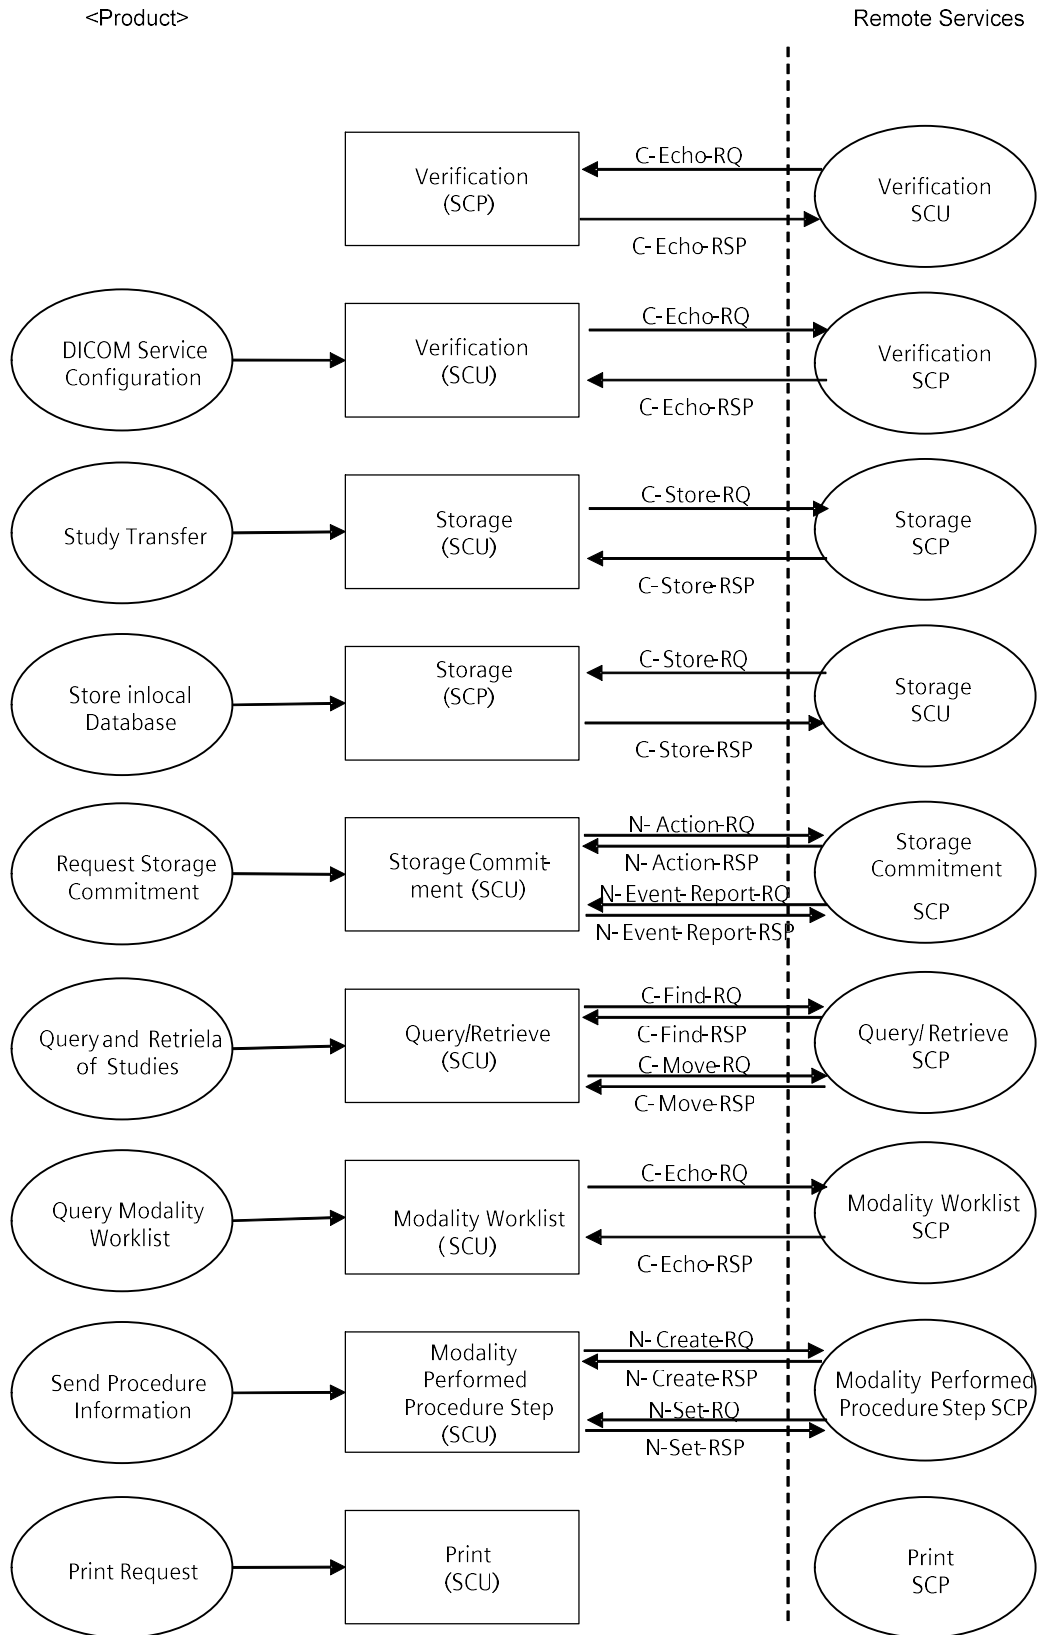 <Product>
Remote Services
Verification
(SCP)
C-Echo-RQ
C-Echo-RSP
Verification
SCU
DICOM Service
Configuration
Verification
(SCU)
C-Echo-RQ
C-Echo-RSP
Verification
SCP
Study Transfer
Storage
(SCU)
C-Store-RQ
C-Store-RSP
Storage
SCP
Store inlocal
Database
Storage
(SCP)
C-Store-RQ
C-Store-RSP
Storage
SCU
Request Storage
Commitment
Storage Commit-
ment (SCU)
N-Action-RQ
N-Action-RSP
N-Event-Report-RQ
N-Event-Report-RSP
Storage
Commitment
SCP
Query and Retriela
of Studies
Query/Retrieve
(SCU)
C-Find-RQ
C-Find-RSP
C-Move-RQ
C-Move-RSP
Query/Retrieve
SCP
Query Modality
Worklist
Modality Worklist
(SCU)
C-Echo-RQ
C-Echo-RSP
Modality Worklist
SCP
Send Procedure
Information
Modality
Performed
Procedure Step
(SCU)
N-Create-RQ
N-Create-RSP
N-Set-RQ
N-Set-RSP
Modality Performed
Procedure Step SCP
Print Request
Print
(SCU)
Print
SCP